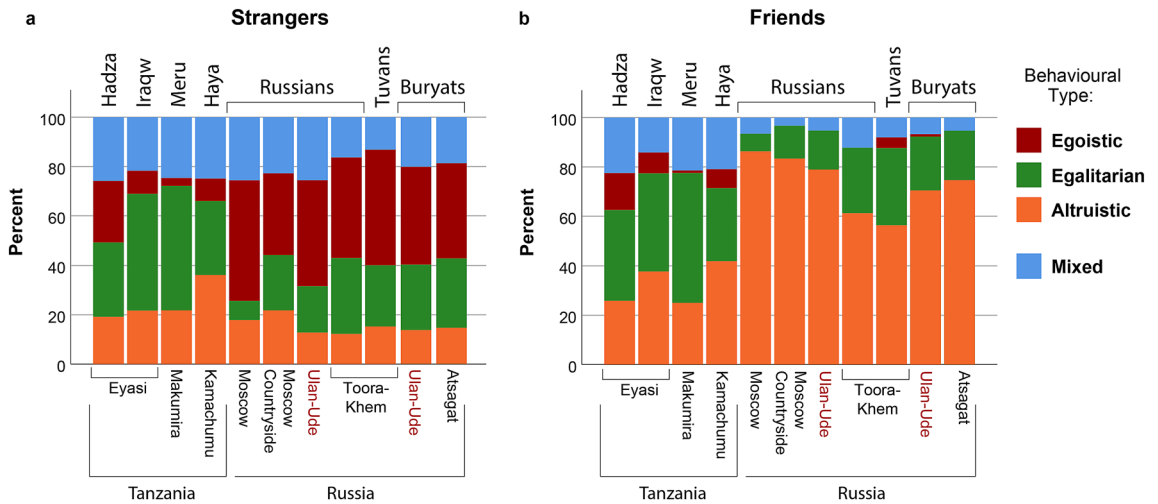 a
Strangers
Hadza
Iraqw
Meru
Haya
Russians
Tuvans
Buryats
Percent
100
80
60
40
20
0
Eyasi
Makumira
Kamachumu
Moscow
Moscow
Countryside
Ulan-Ude
Toora-
Khem
Ulan-Ude
Atsagat
Tanzania
Russia
b
Friends
Hadza
Iraqw
Meru
Haya
Russians
Tuvans
Buryats
Percent
100
80
60
40
20
0
Eyasi
Makumira
Kamachumu
Moscow
Moscow
Countryside
Ulan-Ude
Toora-
Khem
Ulan-Ude
Atsagat
Tanzania
Russia
Behavioural
Type:
Egoistic
Egalitarian
Altruistic
Mixed